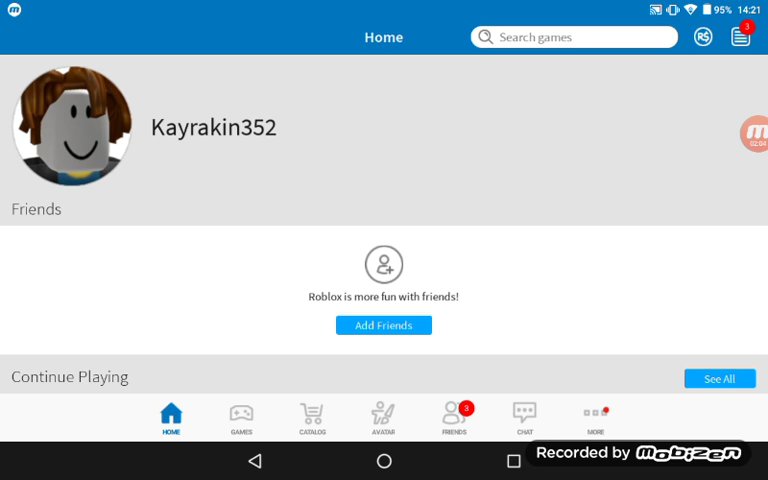 95% 14:21
Home
Search games
R$
3
Kayrakin352
02:04
Friends
Roblox is more fun with friends!
Add Friends
Continue Playing
See All
3
HOME GAMES CATALOG AVATAR FRIENDS CHAT MORE
Recorded by mobizen